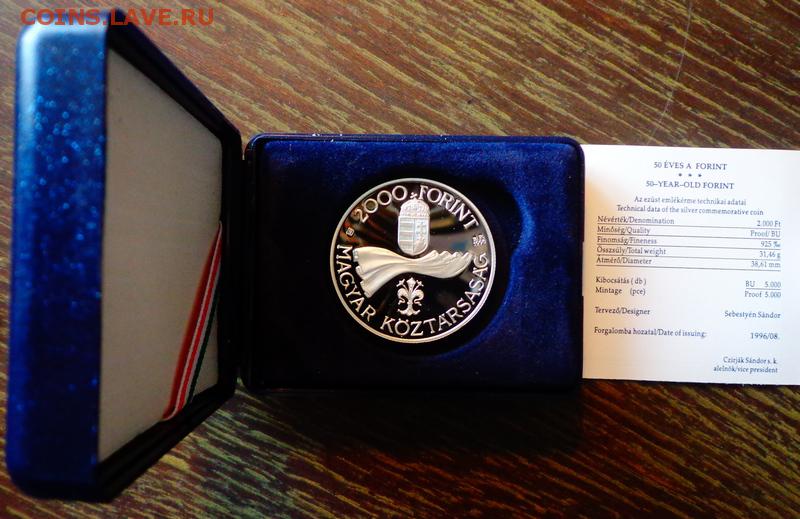 COINS.LAVE.RU
2000 FORINT
BP
MAGYAR KÖZTÁRSASÁG
50 ÉVES A FORINT
* * *
50–YEAR–OLD FORINT
Az ezüst emlékérme technikai adatai
Technical data of the silver commemorative coin
Névérték/Denomination 2.000 Ft
Minőség/Quality Proof/BU
Finomság/Fineness 925 ‰
Összsúly/Total weight 31,46 g
Átmérő/Diameter 38,61 mm
Kibocsátás ( db ) BU 5.000
Mintage (pce) Proof 5.000
Tervező/Designer Sebestyén Sándor
Forgalomba hozatal/Date of issuing: 1996/08.
Czirják Sándor s. k.
alelnök/vice president